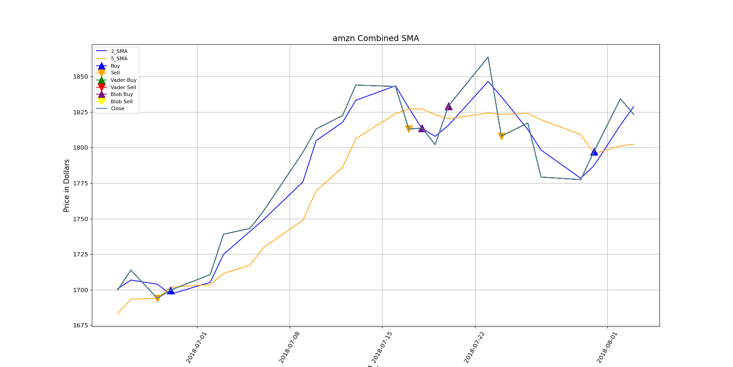 amzn Combined SMA
2_SMA
5_SMA
Buy
Sell
Vader Buy
Vader Sell
Blob Buy
Blob Sell
Close
Price in Dollars
1850
1825
1800
1775
1750
1725
1700
1675
2018-07-01
2018-07-08
2018-07-15
2018-07-22
2018-08-01